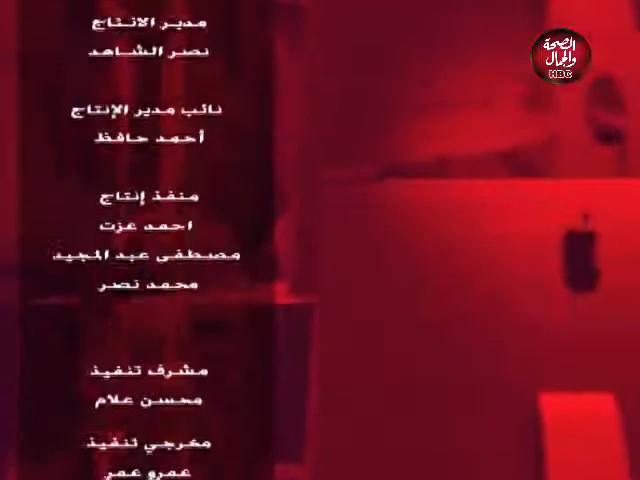 مدير الانتاج
نصر الشاهد
نائب مدير الإنتاج
أحمد حافظ
منفذ إنتاج
احمد عزت
مصطفى عبد المجيد
محمد نصر
مشرف تنفيذ
محسن علام
مخرجي تنفيذ
عمرو عمر
الصحة
والجمال
HBC